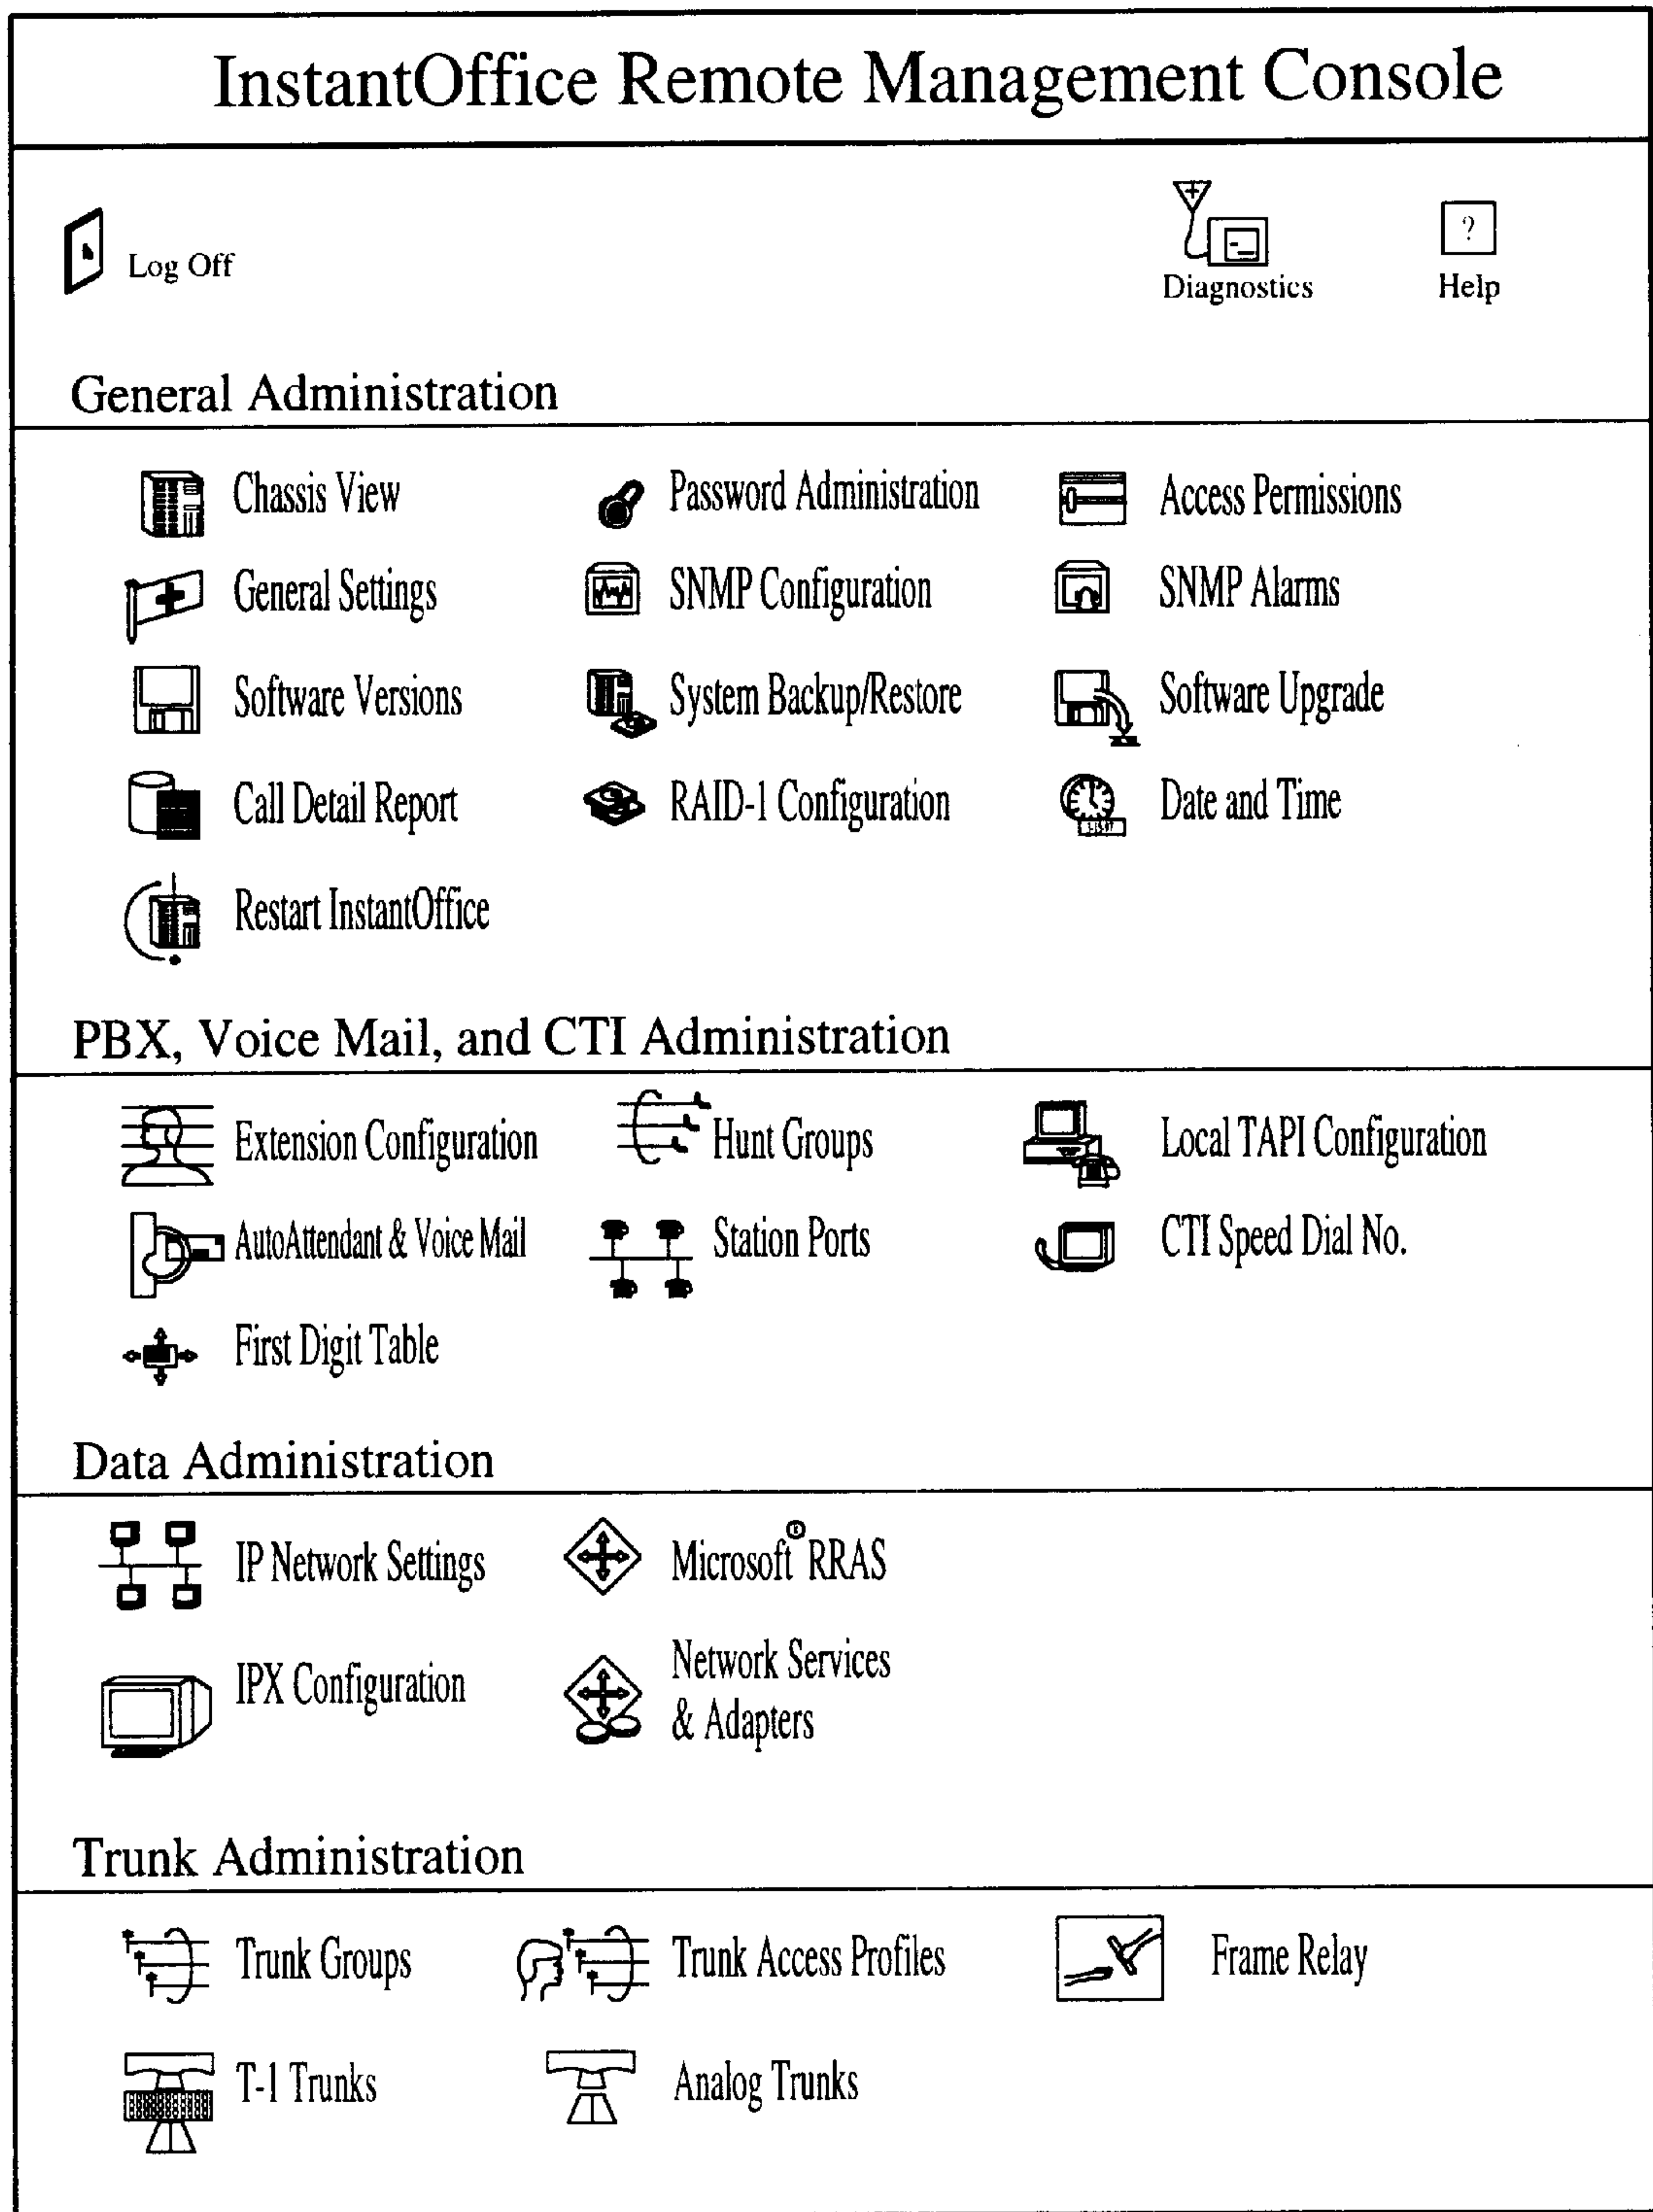 InstantOffice Remote Management Console
Log Off
Diagnostics
?
Help
General Administration
Chassis View
Password Administration
Access Permissions
General Settings
SNMP Configuration
SNMP Alarms
Software Versions
System Backup/Restore
Software Upgrade
Call Detail Report
RAID-1 Configuration
Date and Time
Restart InstantOffice
PBX, Voice Mail, and CTI Administration
Extension Configuration
Hunt Groups
Local TAPI Configuration
AutoAttendant & Voice Mail
Station Ports
CTI Speed Dial No.
First Digit Table
Data Administration
IP Network Settings
Microsoft® RRAS
IPX Configuration
Network Services
& Adapters
Trunk Administration
Trunk Groups
Trunk Access Profiles
Frame Relay
T-1 Trunks
Analog Trunks